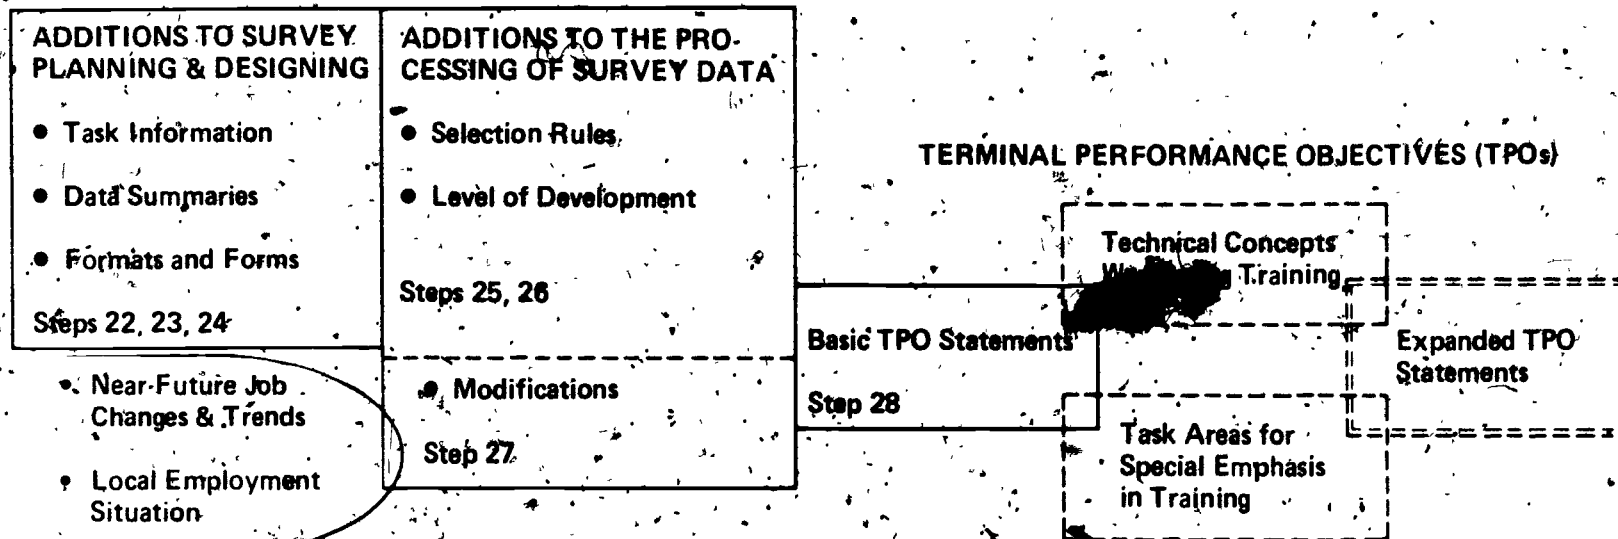 ADDITIONS TO SURVEY
PLANNING & DESIGNING
● Task Information
● Data Summaries
● Formats and Forms
Steps 22, 23, 24
• Near-Future Job
Changes & Trends
• Local Employment
Situation
ADDITIONS TO THE PRO-
CESSING OF SURVEY DATA
● Selection Rules
● Level of Development
Steps 25, 26
● Modifications
Step 27
TERMINAL PERFORMANCE OBJECTIVES (TPOs)
Basic TPO Statements
Step 28
Technical Concepts
Training
Task Areas for
Special Emphasis
in Training
Expanded TPO
Statements